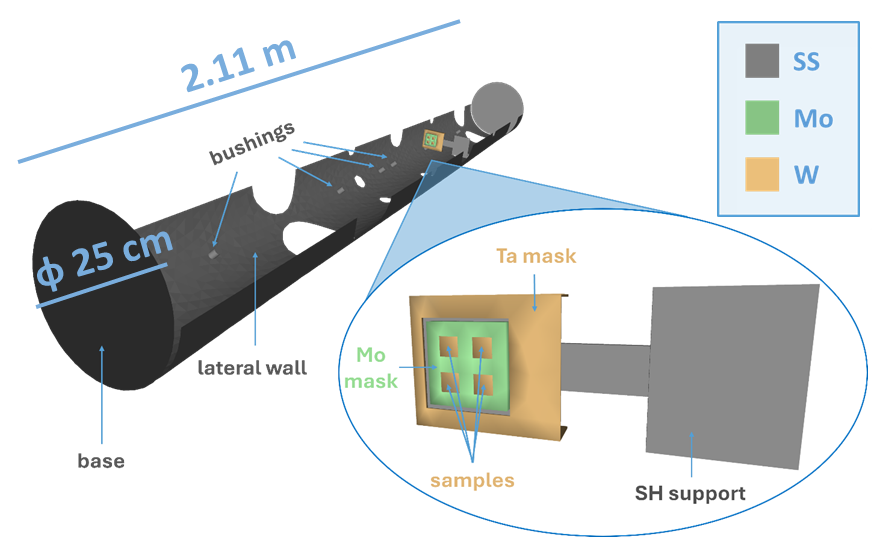 2.11 m
SS
Mo
W
bushings
ϕ 25 cm
Ta mask
lateral wall
Mo
mask
base
samples
SH support